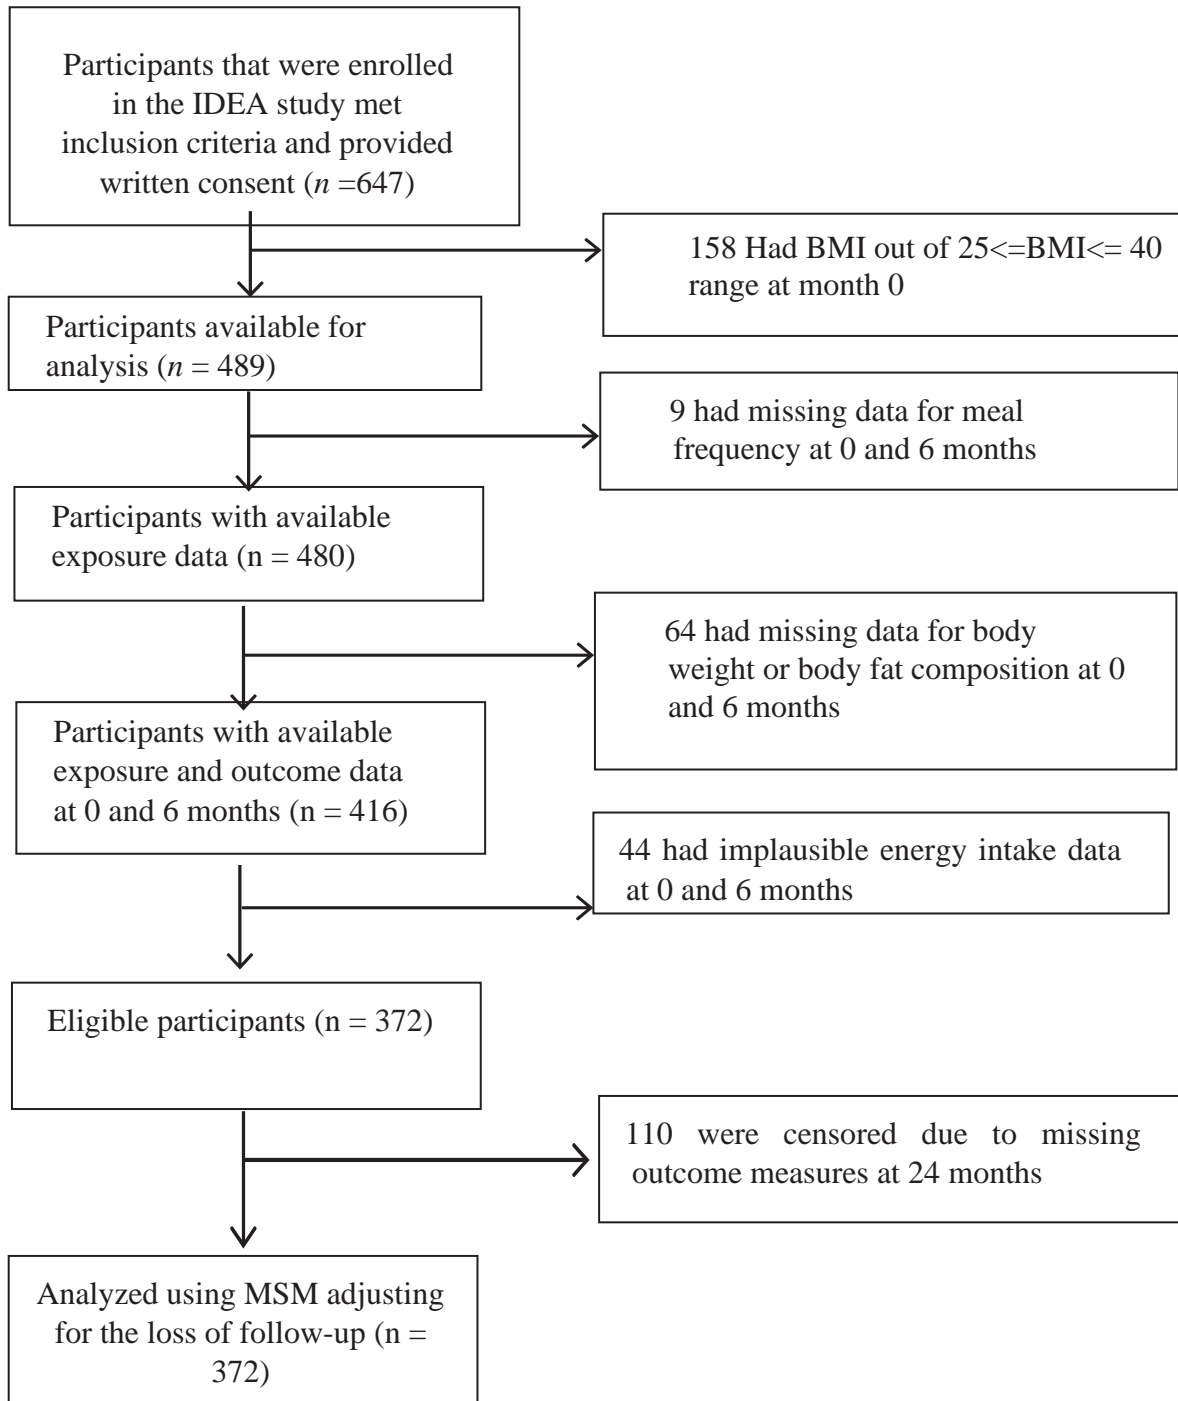 Participants that were enrolled
in the IDEA study met
inclusion criteria and provided
written consent (n =647)
158 Had BMI out of 25<=BMI<= 40
range at month 0
Participants available for
analysis (n = 489)
9 had missing data for meal
frequency at 0 and 6 months
Participants with available
exposure data (n = 480)
64 had missing data for body
weight or body fat composition at 0
and 6 months
Participants with available
exposure and outcome data
at 0 and 6 months (n = 416)
44 had implausible energy intake data
at 0 and 6 months
Eligible participants (n = 372)
110 were censored due to missing
outcome measures at 24 months
Analyzed using MSM adjusting
for the loss of follow-up (n =
372)